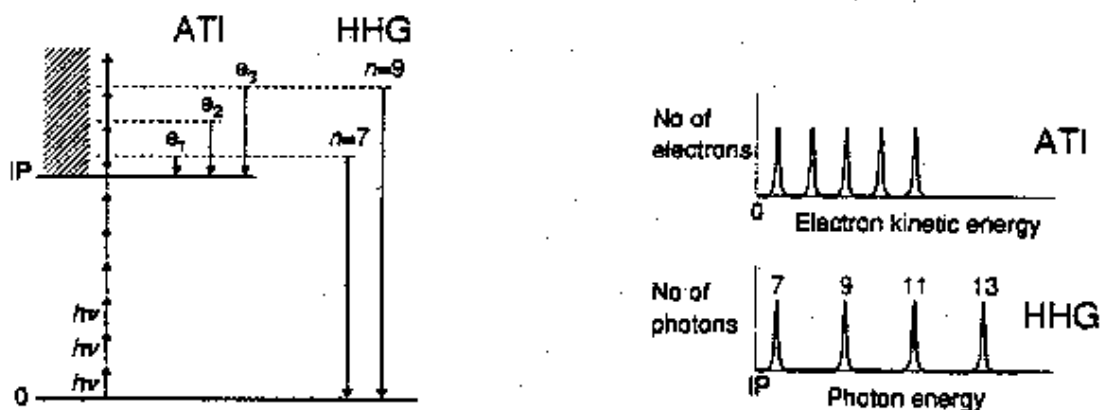 ATI HHG
e₃ n=9
e₂
e₁ n=7
IP
hν
hν
hν
0
No of
electrons
ATI
0
Electron kinetic energy
7 9 11 13
No of
photons
HHG
IP
Photon energy